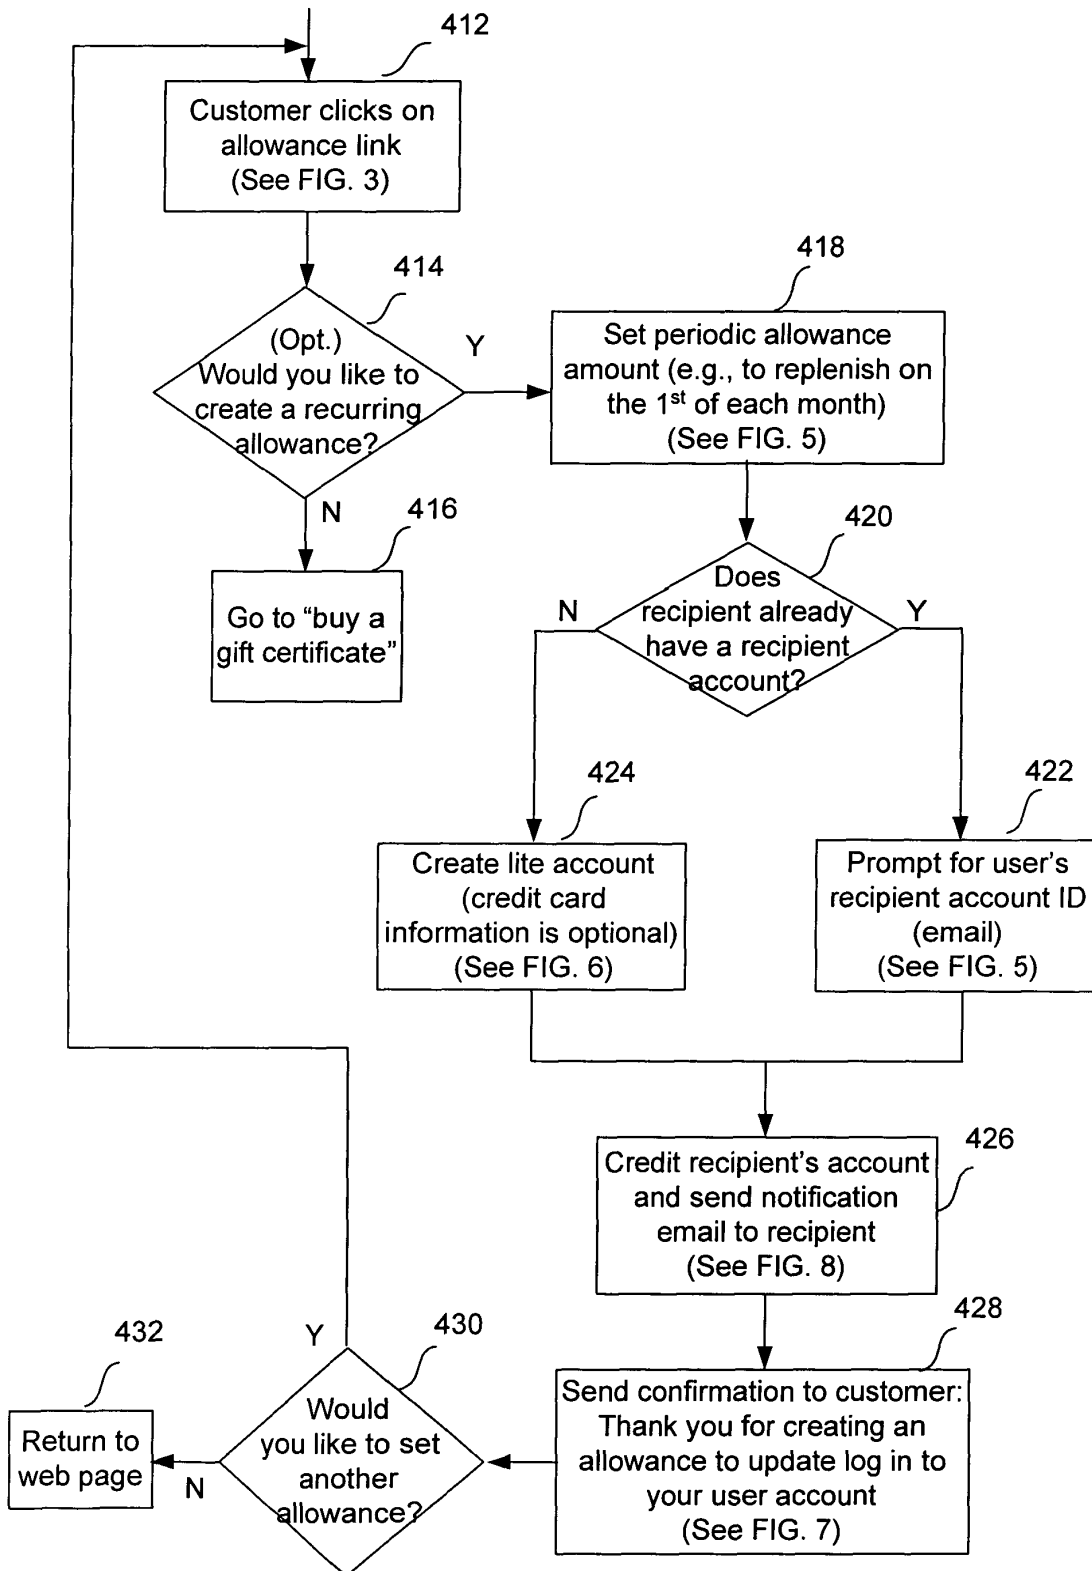 412
Customer clicks on
allowance link
(See FIG. 3)
414
(Opt.)
Would you like to
create a recurring
allowance?
Y
N
418
Set periodic allowance
amount (e.g., to replenish on
the 1st of each month)
(See FIG. 5)
416
Go to “buy a
gift certificate”
420
Does
recipient already
have a recipient
account?
N
Y
424
Create lite account
(credit card
information is optional)
(See FIG. 6)
422
Prompt for user's
recipient account ID
(email)
(See FIG. 5)
426
Credit recipient's account
and send notification
email to recipient
(See FIG. 8)
428
Send confirmation to customer:
Thank you for creating an
allowance to update log in to
your user account
(See FIG. 7)
430
Would
you like to set
another
allowance?
Y
N
432
Return to
web page